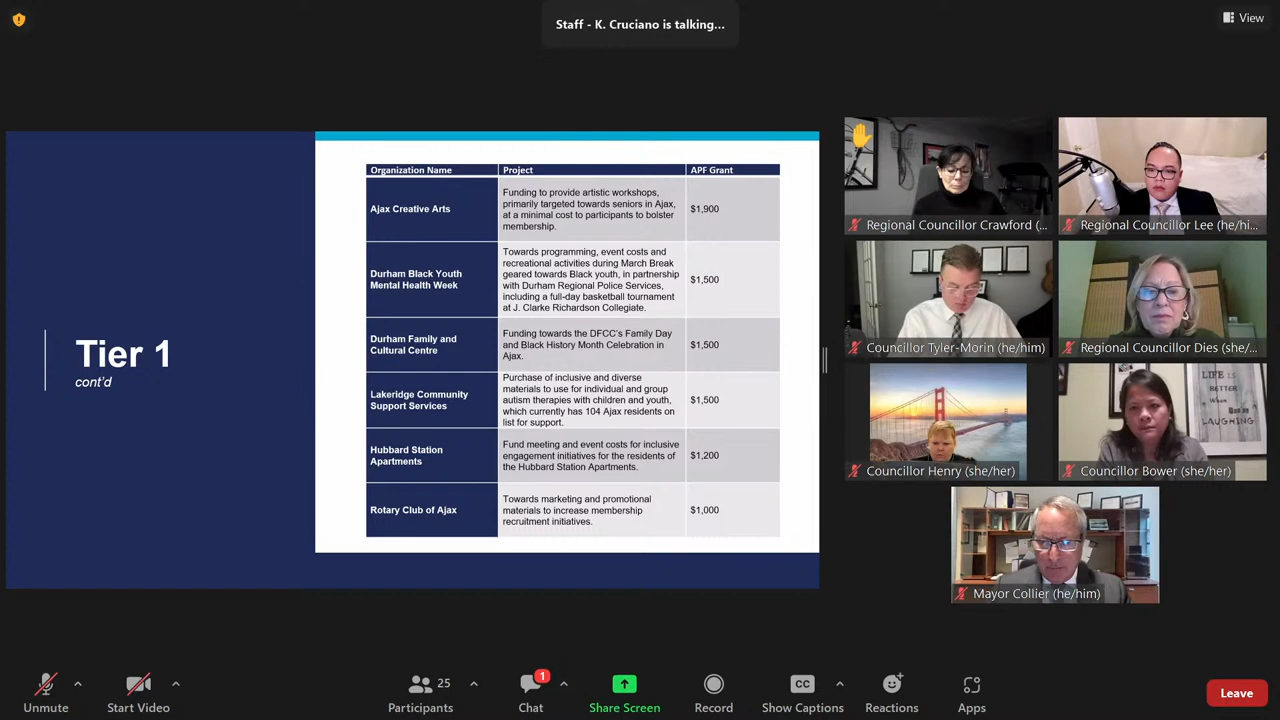 Staff - K. Cruciano is talking...
View
Tier 1
cont'd
Organization Name Project APF Grant
Ajax Creative Arts
Funding to provide artistic workshops,
primarily targeted towards seniors in Ajax,
at a minimal cost to participants to bolster
membership.
$1,900
Durham Black Youth
Mental Health Week
Towards programming, event costs and
recreational activities during March Break
geared towards Black youth, in partnership
with Durham Regional Police Services,
including a full-day basketball tournament
at J. Clarke Richardson Collegiate.
$1,500
Durham Family and
Cultural Centre
Funding towards the DFCC's Family Day
and Black History Month Celebration in
Ajax.
$1,500
Lakeridge Community
Support Services
Purchase of inclusive and diverse
materials to use for individual and group
autism therapies with children and youth,
which currently has 104 Ajax residents on
list for support.
$1,500
Hubbard Station
Apartments
Fund meeting and event costs for inclusive
engagement initiatives for the residents of
the Hubbard Station Apartments.
$1,200
Rotary Club of Ajax
Towards marketing and promotional
materials to increase membership
recruitment initiatives.
$1,000
Regional Councillor Crawford (...
Regional Councillor Lee (he/hi...
Councillor Tyler-Morin (he/him)
Regional Councillor Dies (she/...
Councillor Henry (she/her)
LIFE IS
BETTER
When
LAUGHING
Councillor Bower (she/her)
Mayor Collier (he/him)
Unmute
Start Video
25
Participants
1
Chat
Share Screen
Record
CC
Show Captions
Reactions
Apps
Leave